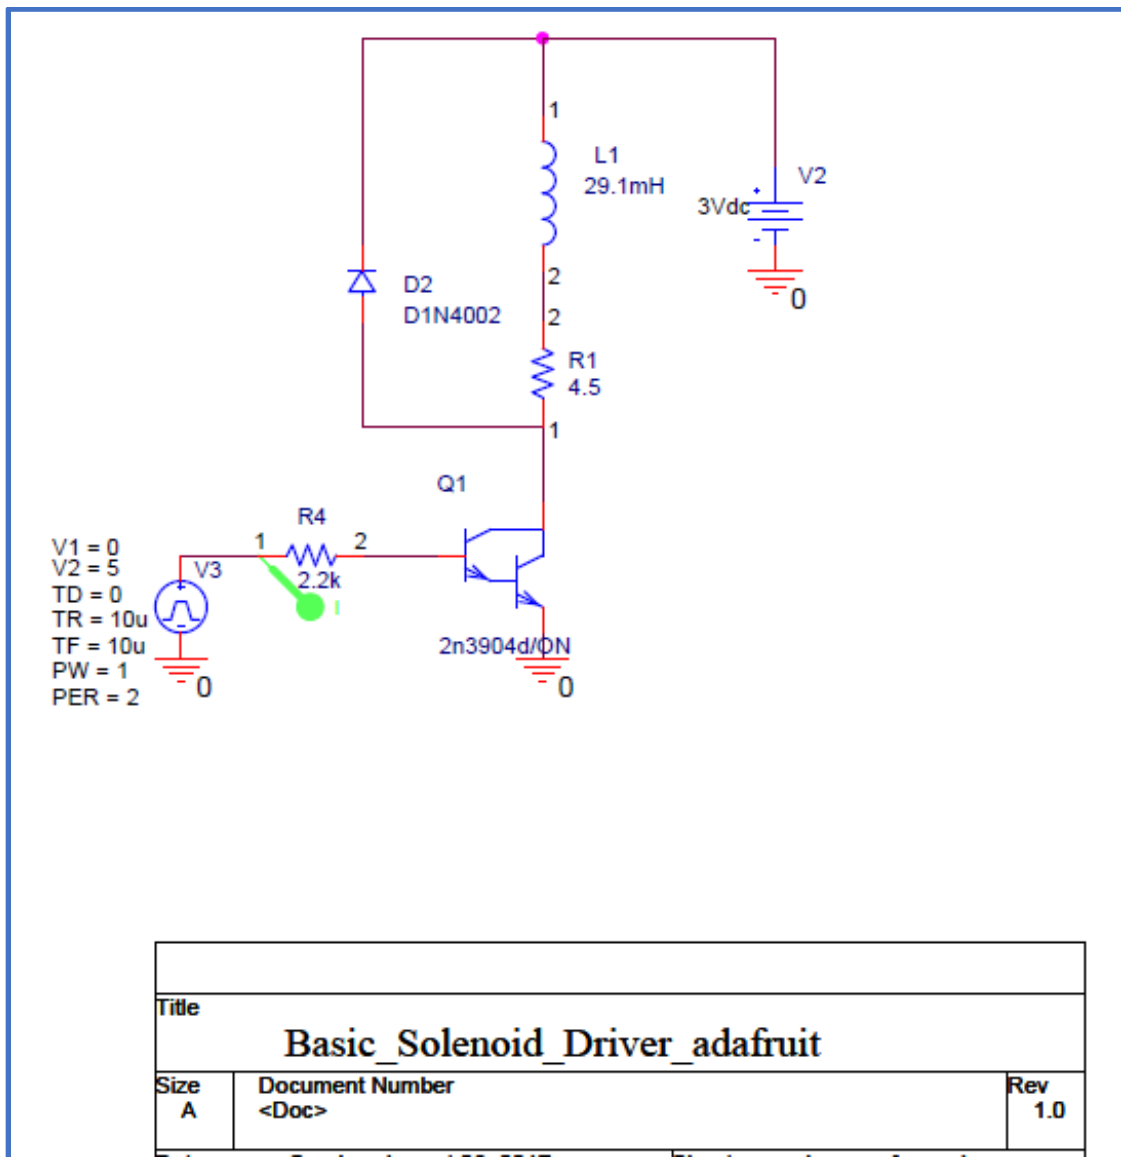 1
L1
29.1mH
V2
3Vdc
2
0
D2
D1N4002
2
R1
4.5
1
Q1
R4
1
2
V1 = 0
V2 = 5
V3
2.2k
TD = 0
I
TR = 10u
TF = 10u
2n3904d/ON
PW = 1
0
0
PER = 2
Title
Basic_Solenoid_Driver_adafruit
Size
Document Number
Rev
A
<Doc>
1.0